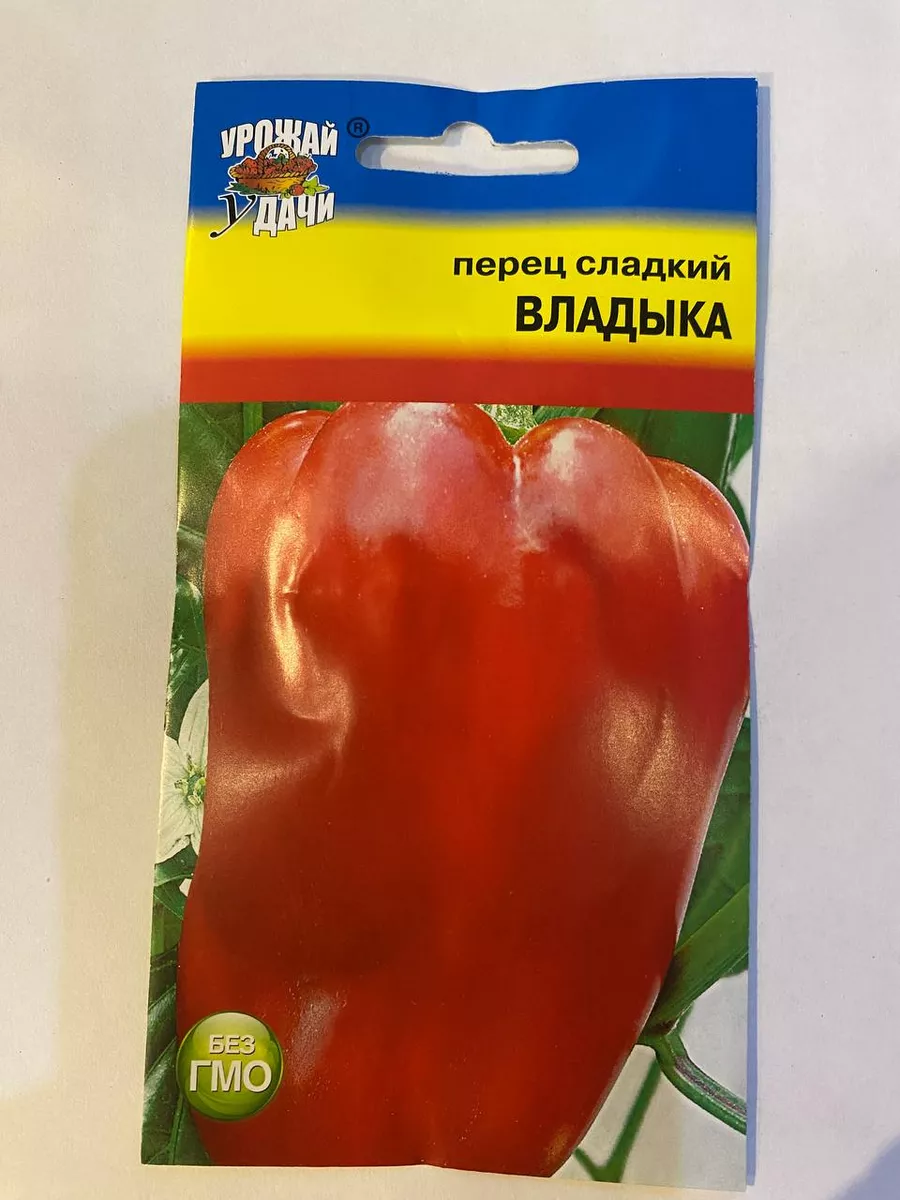 УРОЖАЙ ®
УДАЧИ
перец сладкий
ВЛАДЫКА
БЕЗ
ГМО